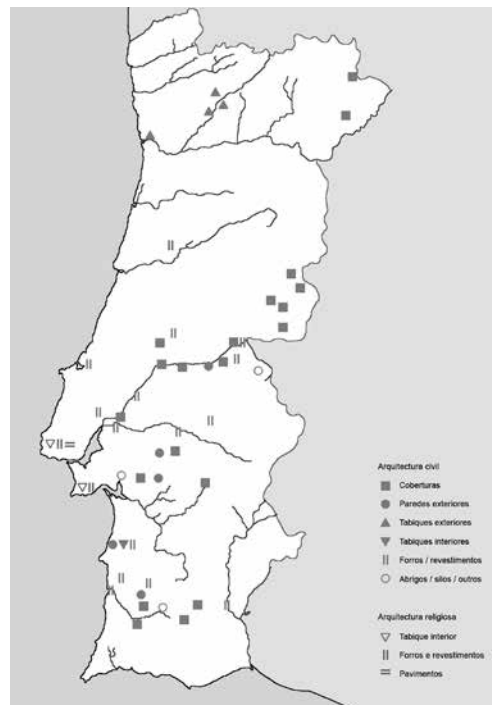 Arquitectura civil
Coberturas
Paredes exteriores
Tabiques exteriores
Tabiques interiores
Forros / revestimentos
Abrigos / silos / outros
Arquitectura religiosa
Tabique interior
Forros e revestimentos
Pavimentos